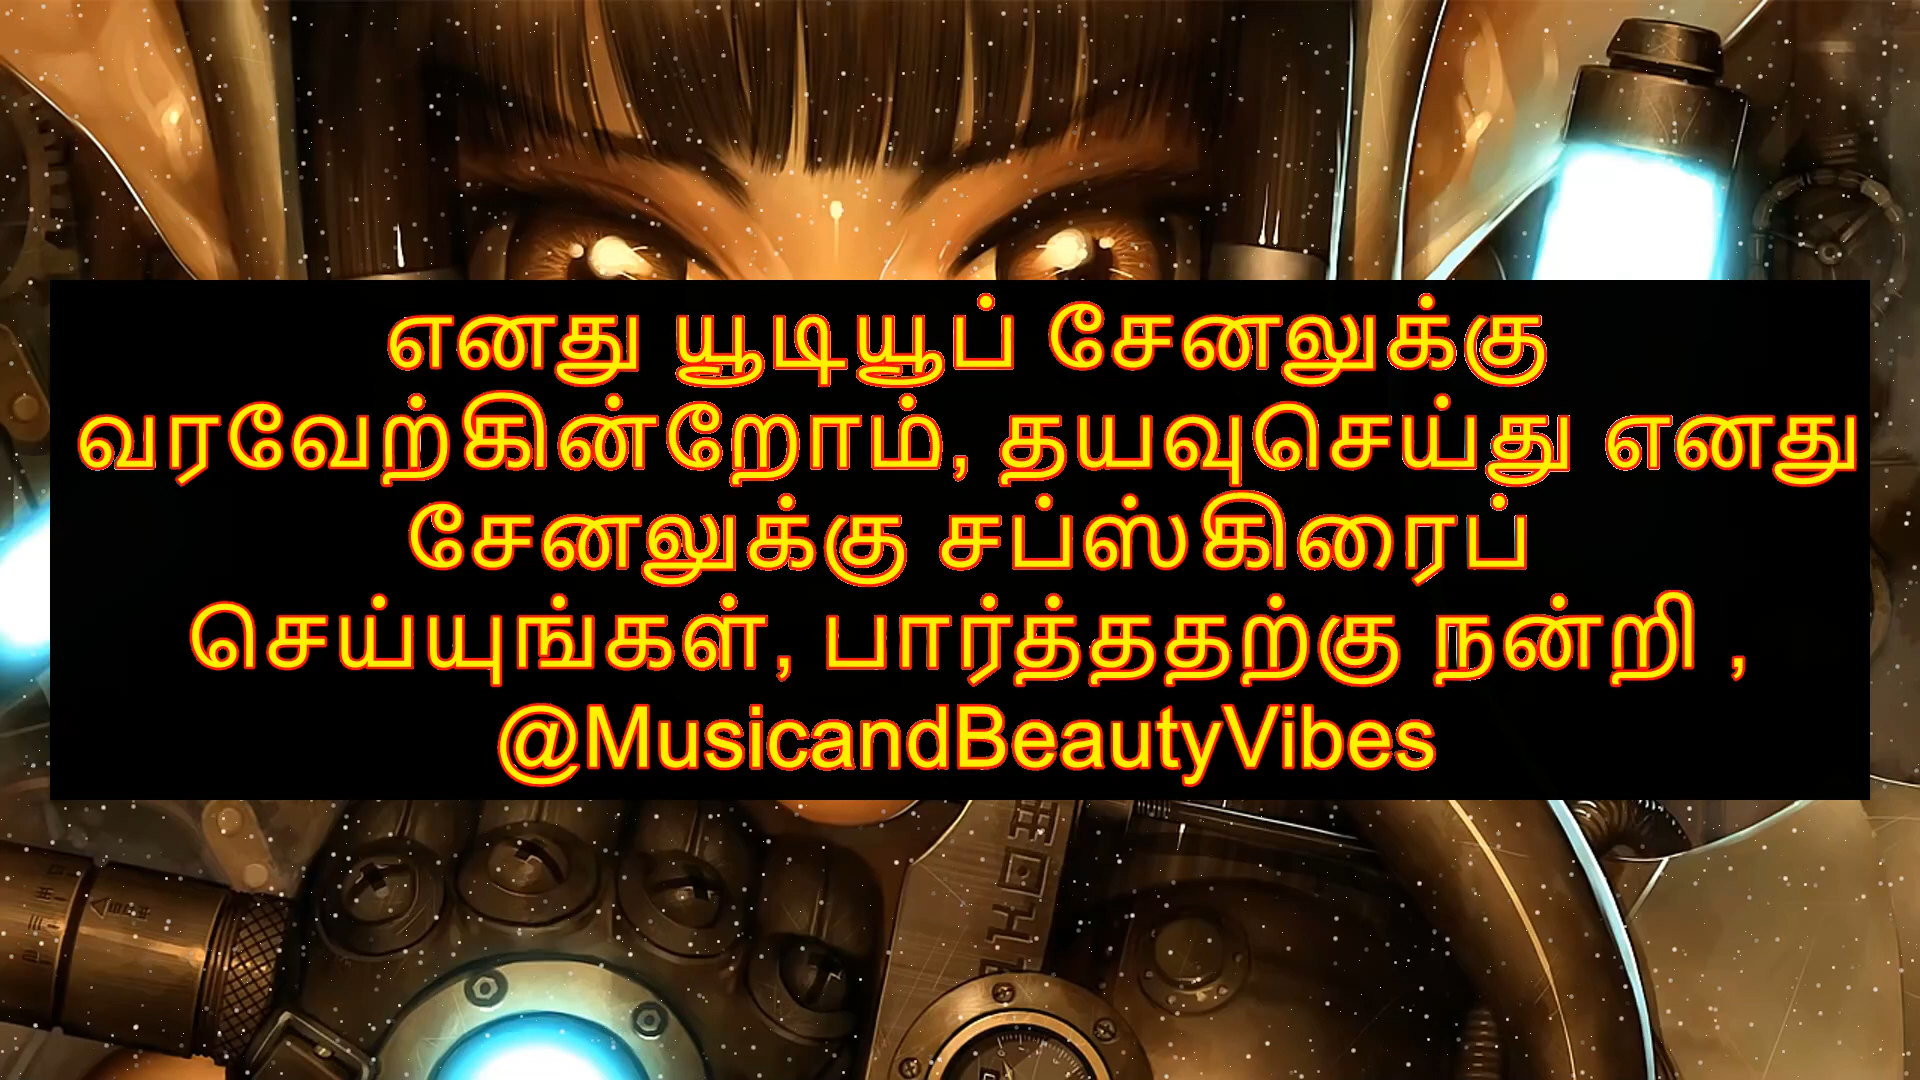 எனது யூடியூப் சேனலுக்கு
வரவேற்கின்றோம், தயவுசெய்து எனது
சேனலுக்கு சப்ஸ்கிரைப்
செய்யுங்கள், பார்த்ததற்கு நன்றி ,
@MusicandBeautyVibes